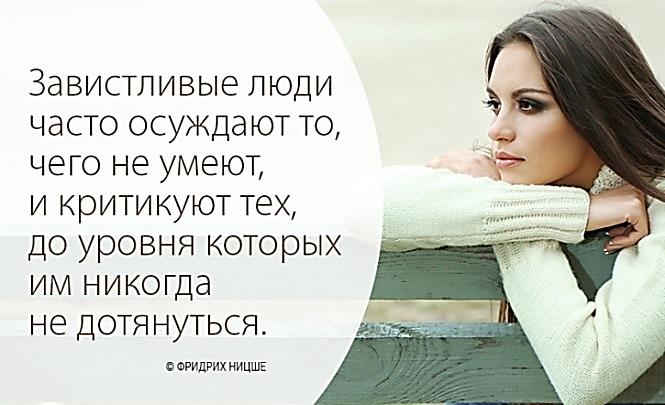 Завистливые люди
часто осуждают то,
чего не умеют,
и критикуют тех,
до уровня которых
им никогда
не дотянуться.
© ФРИДРИХ НИЦШЕ